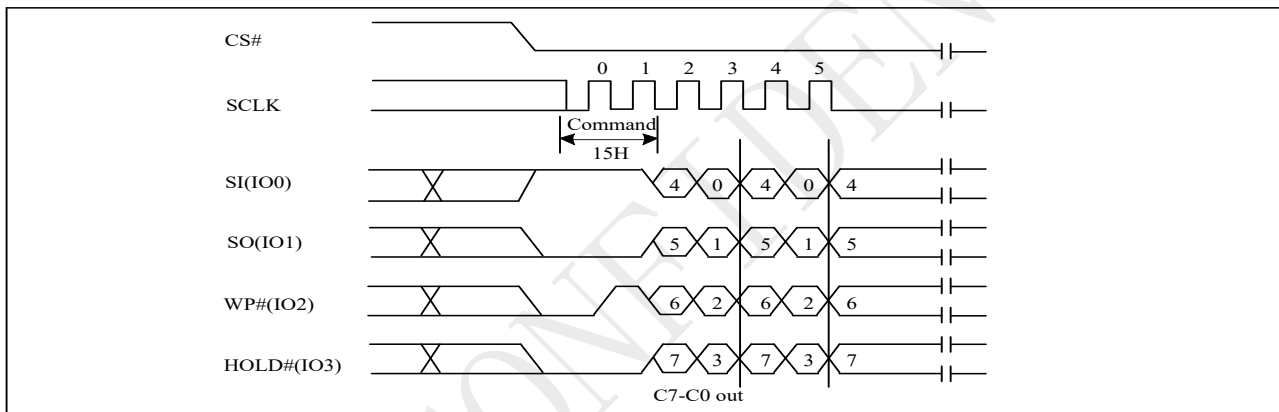 CS#
0 1 2 3 4 5
SCLK
Command
15H
SI(IO0) 4 0 4 0 4
SO(IO1) 5 1 5 1 5
WP#(IO2) 6 2 6 2 6
HOLD#(IO3) 7 3 7 3 7
C7-C0 out